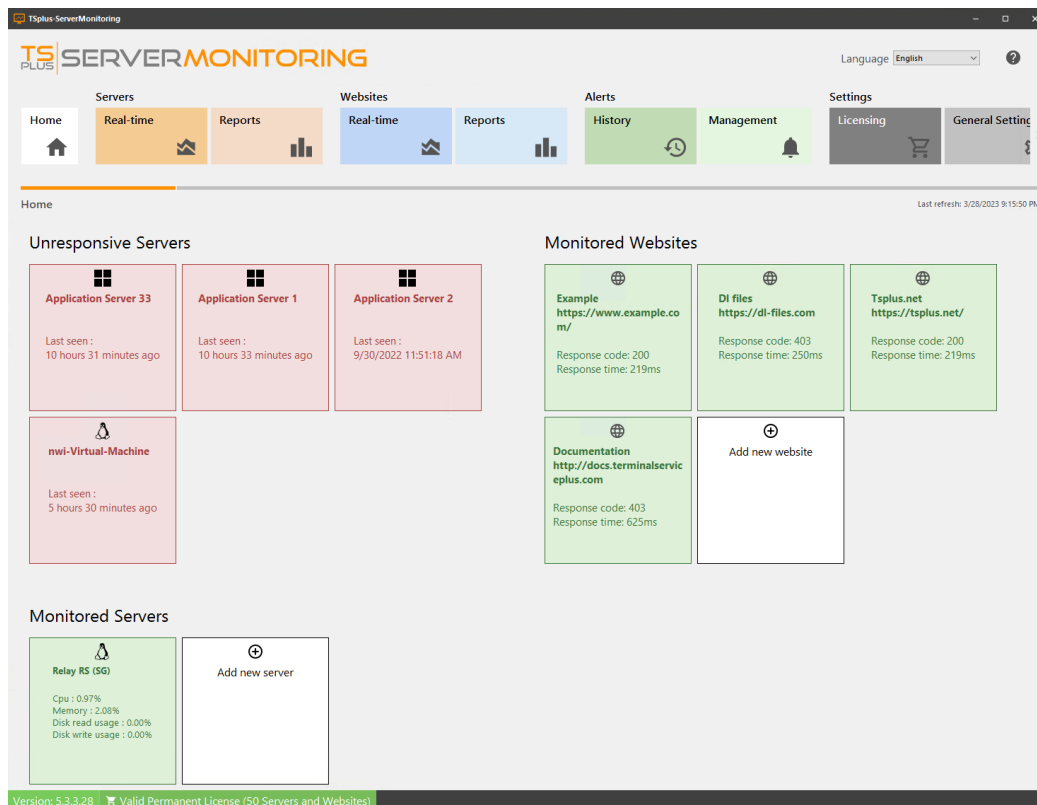 TSplus-ServerMonitoring
TS PLUS SERVERMONITORING
Language English
Servers
Websites
Alerts
Settings
Home
Real-time
Reports
Real-time
Reports
History
Management
Licensing
General Setting
Home
Last refresh: 3/28/2023 9:15:50 PM
Unresponsive Servers
Application Server 33
Last seen :
10 hours 31 minutes ago
Application Server 1
Last seen :
10 hours 33 minutes ago
Application Server 2
Last seen :
9/30/2022 11:51:18 AM
nwi-Virtual-Machine
Last seen :
5 hours 30 minutes ago
Monitored Websites
Example
https://www.example.co
m/
Response code: 200
Response time: 219ms
Dl files
https://dl-files.com
Response code: 403
Response time: 250ms
Tsplus.net
https://tsplus.net/
Response code: 200
Response time: 219ms
Documentation
http://docs.terminalservic
eplus.com
Response code: 403
Response time: 625ms
Add new website
Monitored Servers
Relay RS (SG)
Cpu : 0.97%
Memory : 2.08%
Disk read usage : 0.00%
Disk write usage : 0.00%
Add new server
Version: 5.3.3.28
Valid Permanent License (50 Servers and Websites)